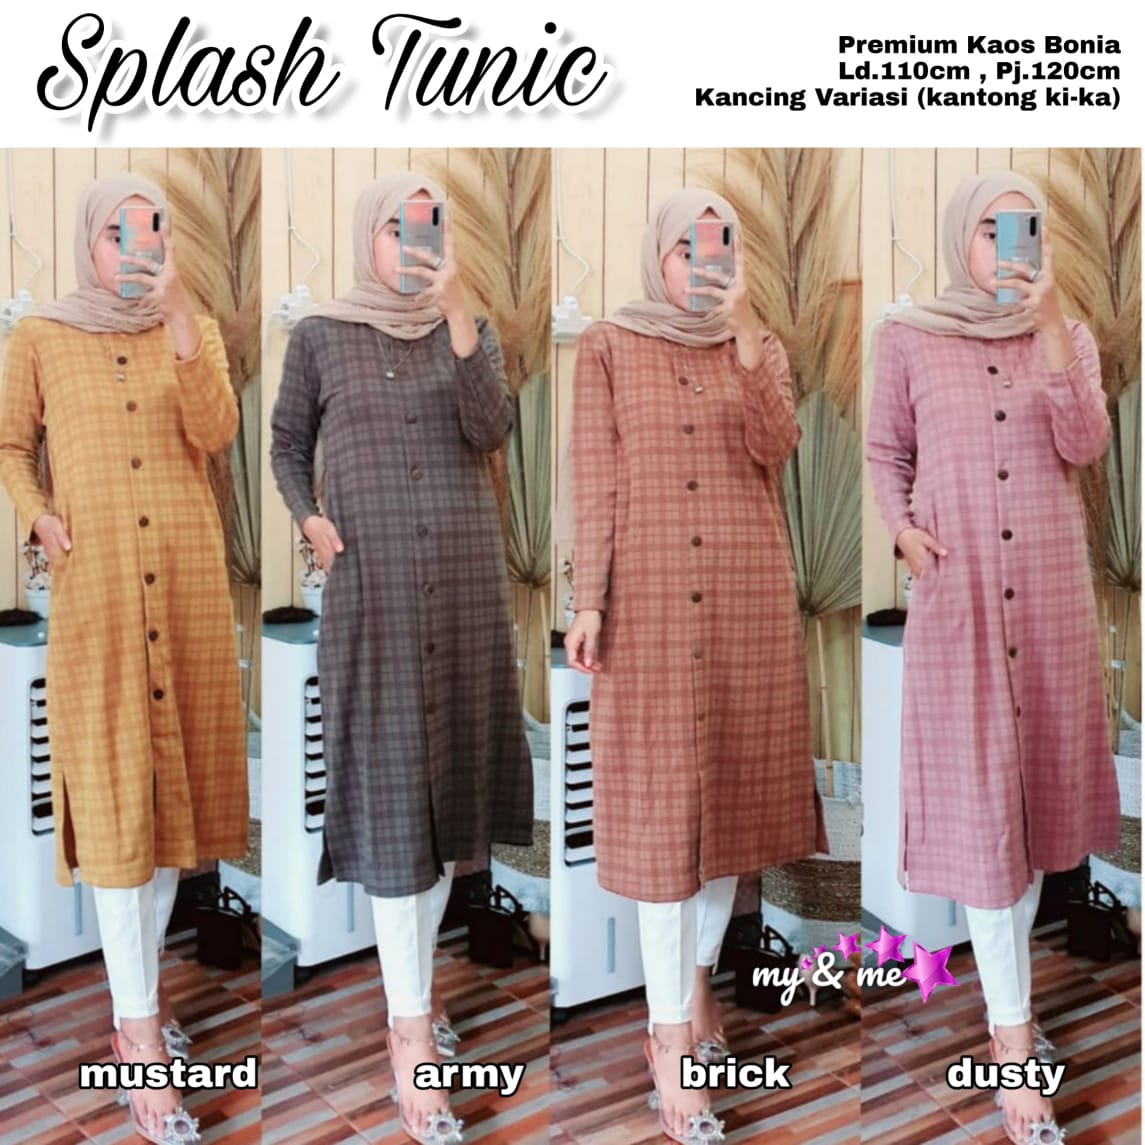 Splash Tunic
Premium Kaos Bonia
Ld.110cm , Pj.120cm
Kancing Variasi (kantong ki-ka)
my & me
mustard
army
brick
dusty